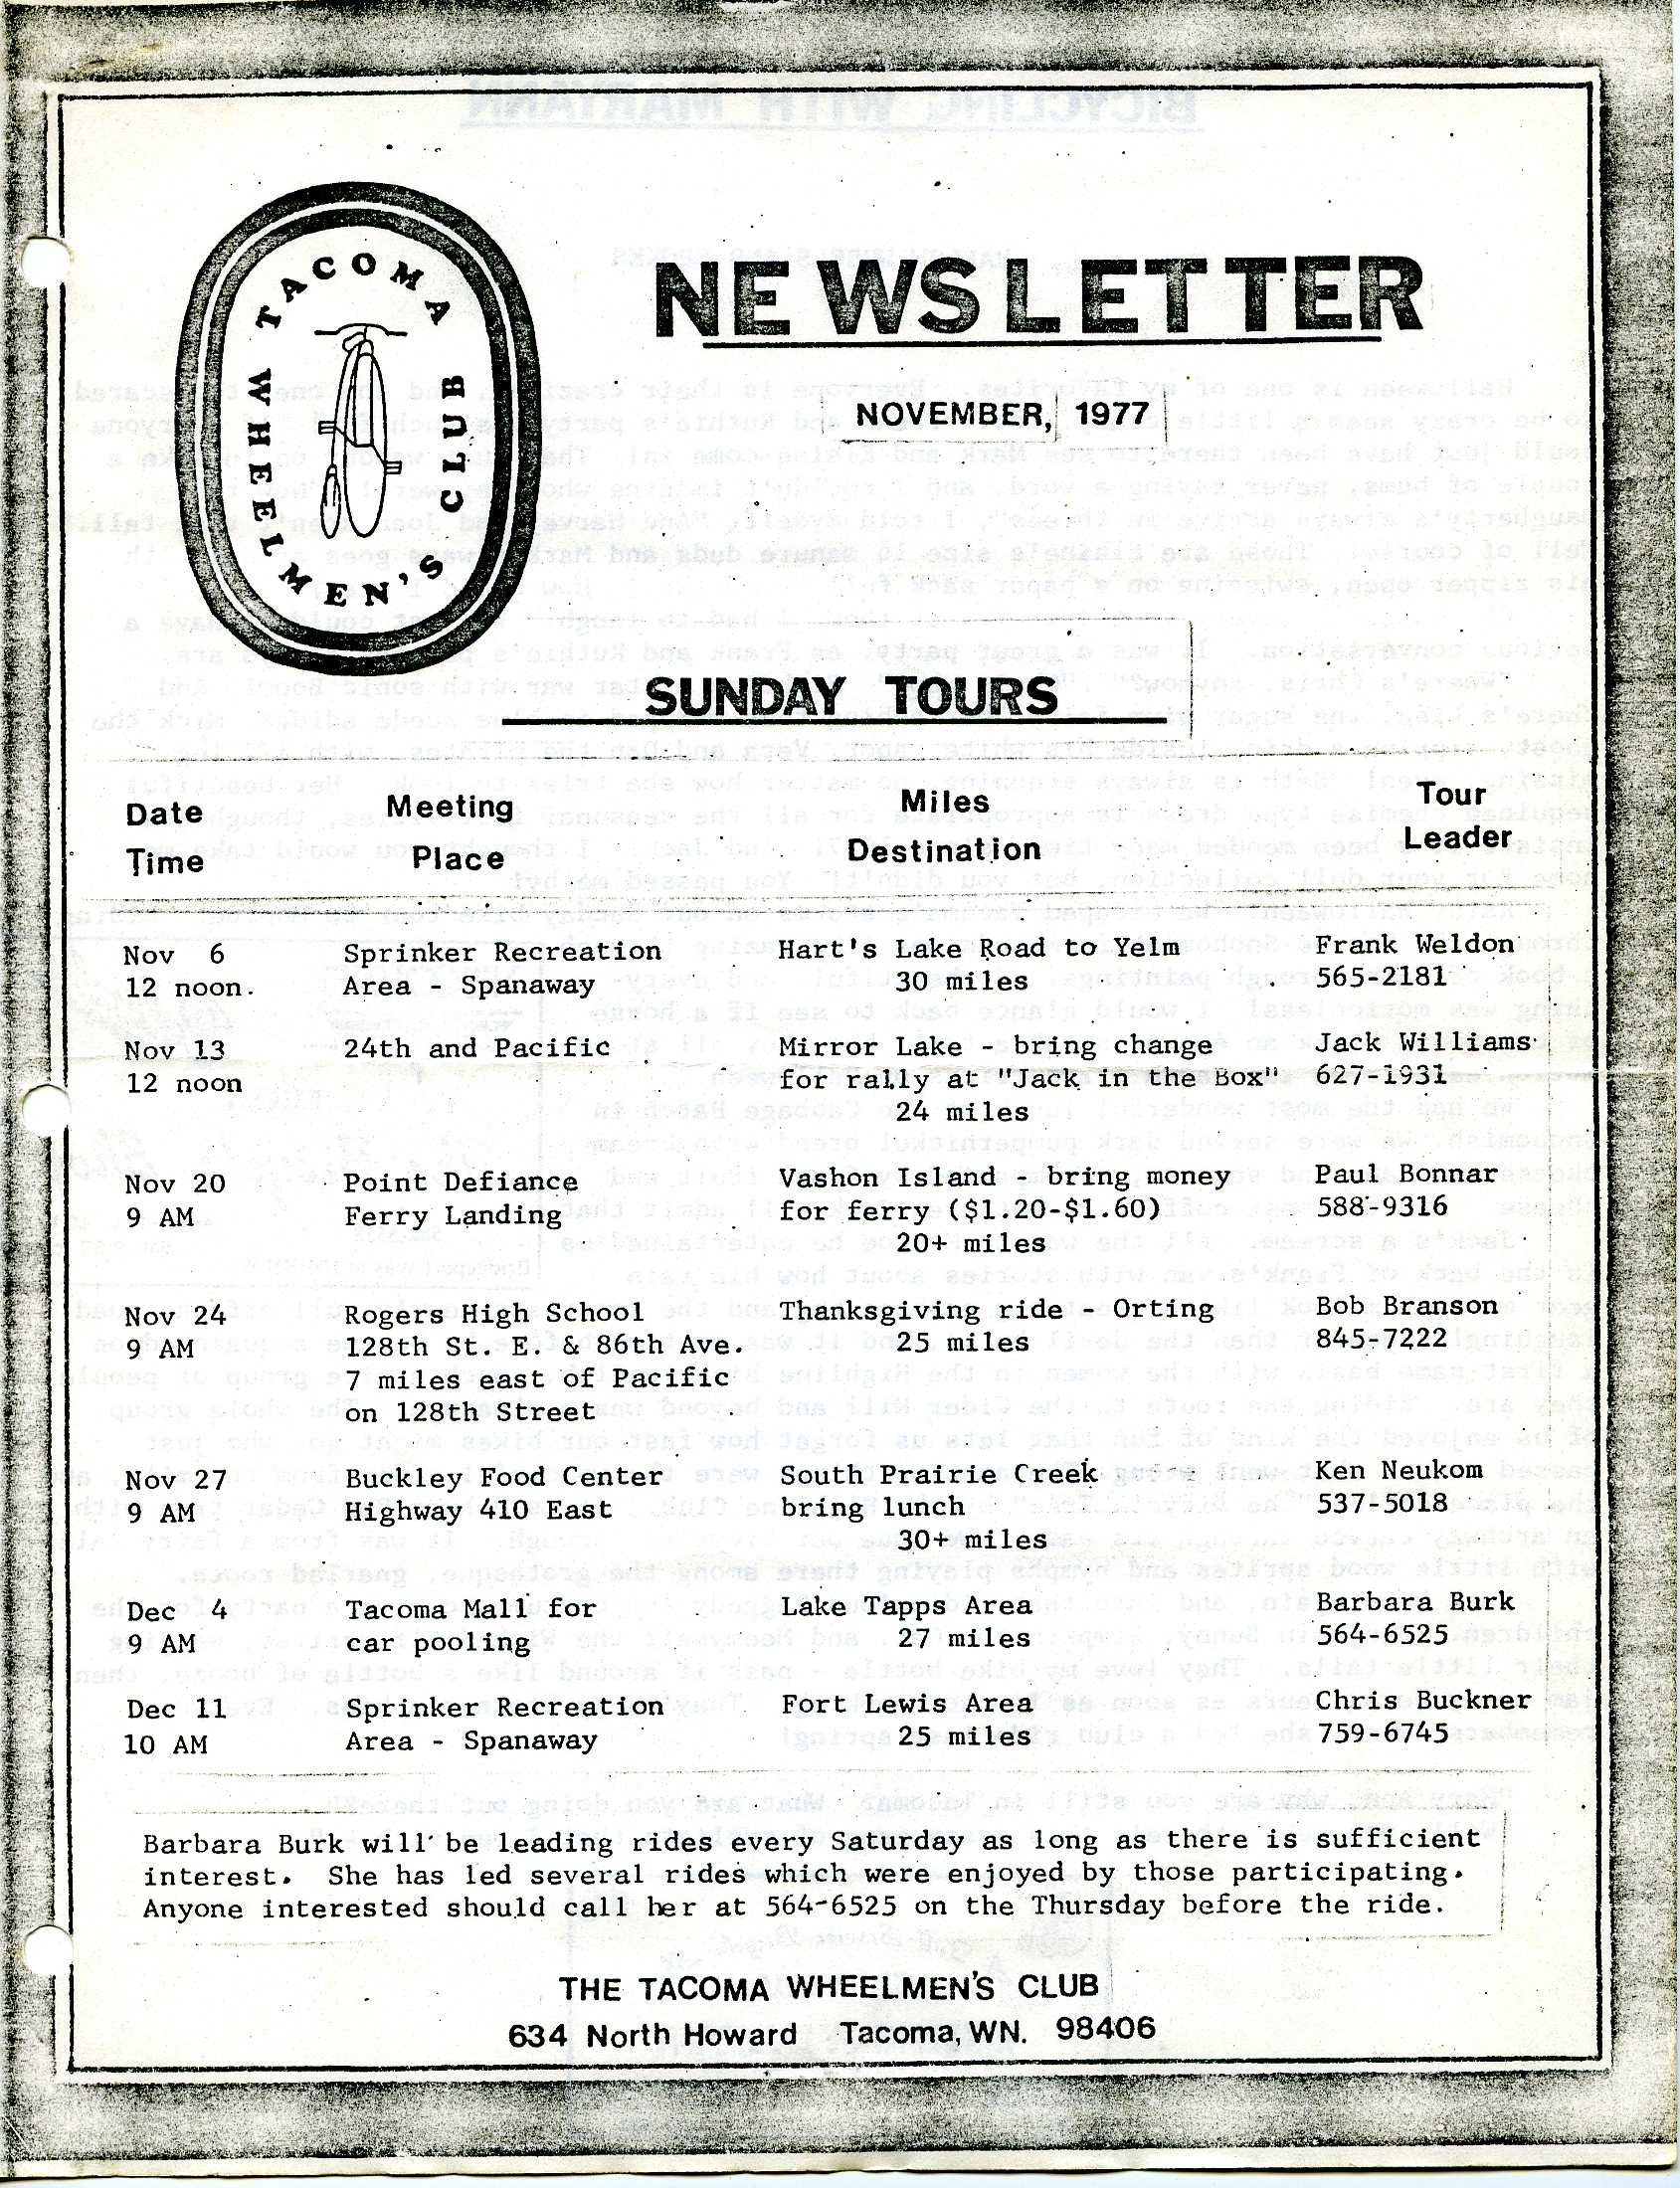 TACOMA WHEELMEN'S CLUB
NEWSLETTER
NOVEMBER, 1977
SUNDAY TOURS
Date Time
Meeting Place
Miles Destination
Tour Leader
Nov 6 Sprinker Recreation Hart's Lake Road to Yelm Frank Weldon
12 noon. Area - Spanaway 30 miles 565-2181
Nov 13 24th and Pacific Mirror Lake - bring change Jack Williams
12 noon for rally at "Jack in the Box" 627-1931
24 miles
Nov 20 Point Defiance Vashon Island - bring money Paul Bonnar
9 AM Ferry Landing for ferry ($1.20-$1.60) 588-9316
20+ miles
Nov 24 Rogers High School Thanksgiving ride - Orting Bob Branson
9 AM 128th St. E. & 86th Ave. 25 miles 845-7222
7 miles east of Pacific
on 128th Street
Nov 27 Buckley Food Center South Prairie Creek Ken Neukom
9 AM Highway 410 East bring lunch 537-5018
30+ miles
Dec 4 Tacoma Mall for Lake Tapps Area Barbara Burk
9 AM car pooling 27 miles 564-6525
Dec 11 Sprinker Recreation Fort Lewis Area Chris Buckner
10 AM Area - Spanaway 25 miles 759-6745
Barbara Burk will be leading rides every Saturday as long as there is sufficient
interest. She has led several rides which were enjoyed by those participating.
Anyone interested should call her at 564-6525 on the Thursday before the ride.
THE TACOMA WHEELMEN'S CLUB
634 North Howard Tacoma, WN. 98406